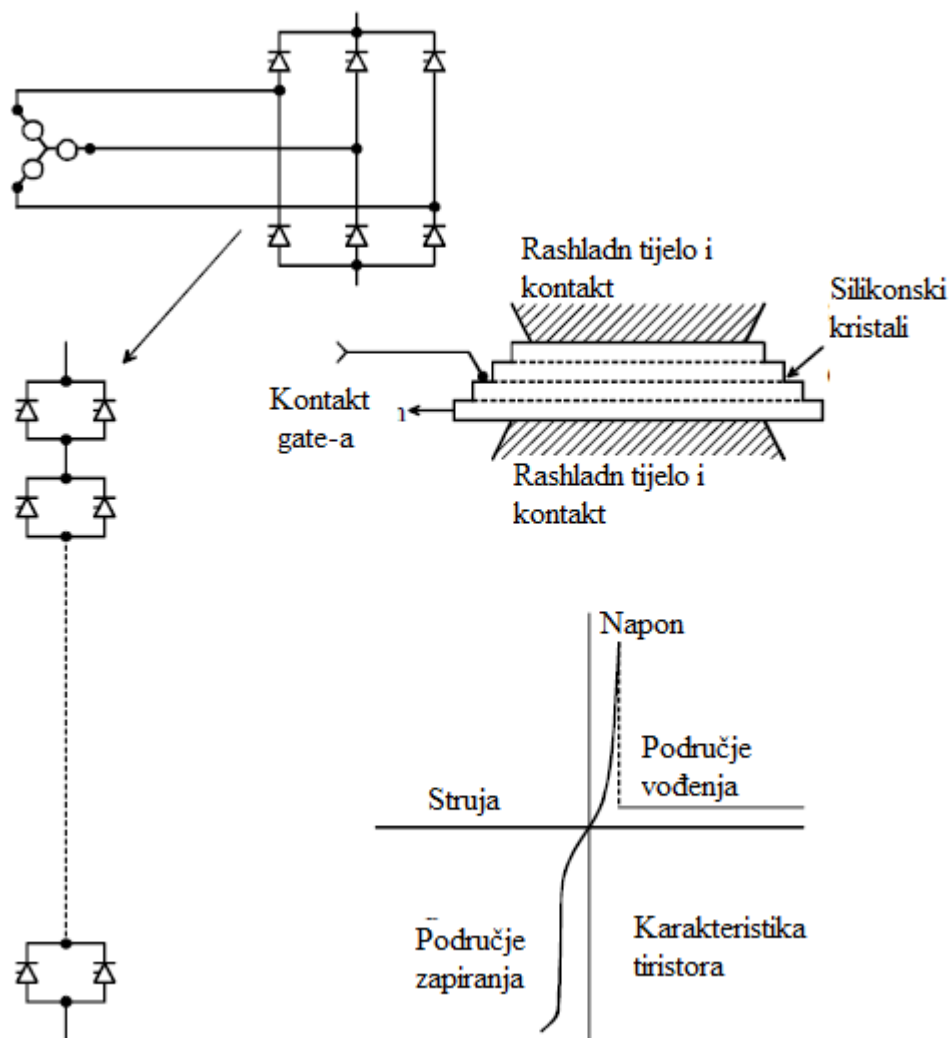 Rashladn tijelo i
kontakt
Silikonski
kristali
Kontakt
gate-a
Rashladn tijelo i
kontakt
Napon
Područje
vođenja
Struja
Područje
zapiranja
Karakteristika
tiristora